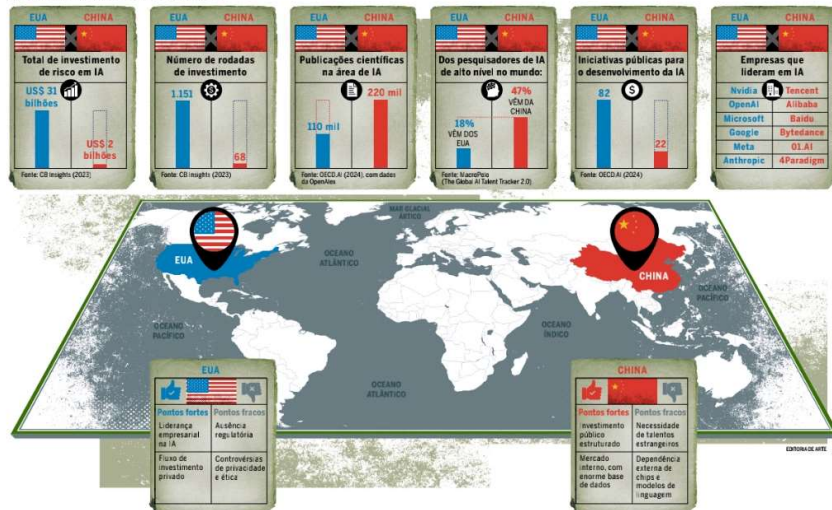 EUA CHINA
Total de investimento
de risco em IA
US$ 31
bilhões
US$ 2
bilhões
Fonte: CB Insights (2023)
EUA CHINA
Número de rodadas
de investimento
1.151
68
Fonte: CB Insights (2023)
EUA CHINA
Publicações científicas
na área de IA
220 mil
110 mil
Fonte: OECD.AI (2024), com dados
da OpenAlex
EUA CHINA
Dos pesquisadores de IA
de alto nível no mundo:
47%
VÊM DA
CHINA
18%
VÊM DOS
EUA
Fonte: MacroPolo
(The Global AI Talent Tracker 2.0)
EUA CHINA
Iniciativas públicas para
o desenvolvimento da IA
82
22
Fonte: OECD.AI (2024)
EUA CHINA
Empresas que
lideram em IA
Nvidia Tencent
OpenAI Alibaba
Microsoft Baidu
Google Bytedance
Meta 01.AI
Anthropic 4Paradigm
MAR GLACIAL
ÁRTICO
EUA
OCEANO
ATLÂNTICO
CHINA
OCEANO
PACÍFICO
OCEANO
PACÍFICO
OCEANO
ÍNDICO
OCEANO
ATLÂNTICO
EUA
Pontos fortes Pontos fracos
Liderança
empresarial
na IA
Ausência
regulatória
Fluxo de
investimento
privado
Controvérsias
de privacidade
e ética
CHINA
Pontos fortes Pontos fracos
Investimento
público
estruturado
Necessidade
de talentos
estrangeiros
Mercado
interno, com
enorme base
de dados
Dependência
externa de
chips e
modelos de
linguagem
EDITORIA DE ARTE